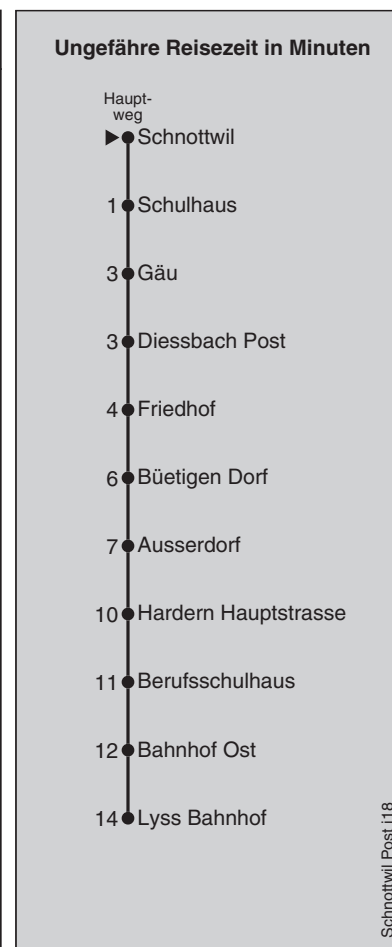 Ungefähre Reisezeit in Minuten
Haupt-
weg
Schnottwil
1 Schulhaus
3 Gäu
3 Diessbach Post
4 Friedhof
6 Büetigen Dorf
7 Ausserdorf
10 Hardern Hauptstrasse
11 Berufsschulhaus
12 Bahnhof Ost
14 Lyss Bahnhof
Schnottwil Post j18